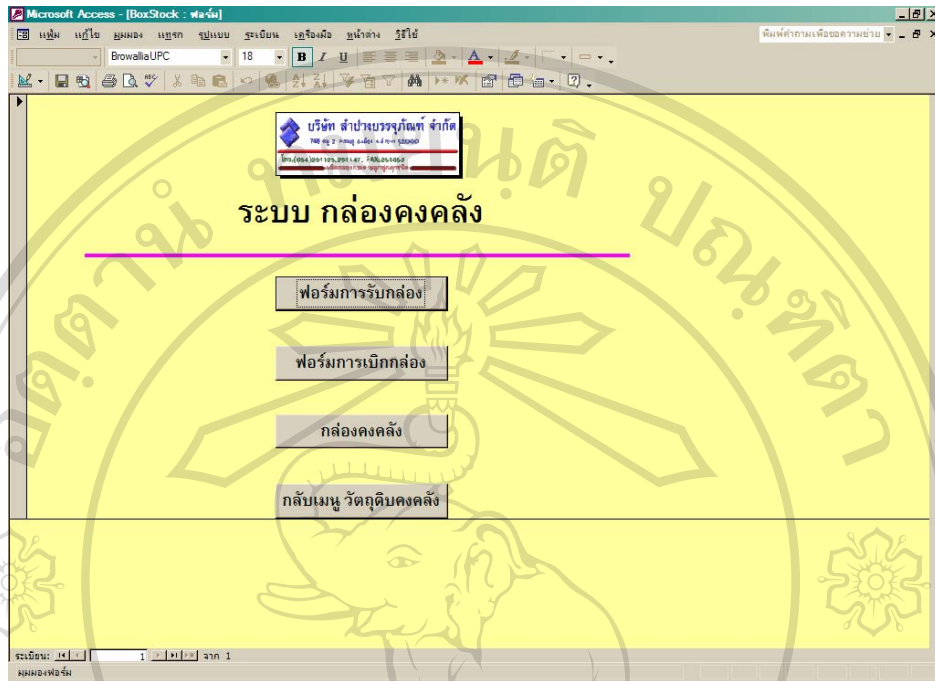 Microsoft Access - [BoxStock : ฟอร์ม]
แฟ้ม แก้ไข มุมมอง แทรก รูปแบบ ระเบียน เครื่องมือ หน้าต่าง วิธีใช้ พิมพ์คำถามเพื่อขอความช่วย
BrowalliaUPC 18 B I U
บริษัท ลำปางบรรจุภัณฑ์ จำกัด
ระบบ กล่องคงคลัง
ฟอร์มการรับกล่อง
ฟอร์มการเบิกกล่อง
กล่องคงคลัง
กลับเมนู วัตถุดิบคงคลัง
ระเบียน: 1 จาก 1
มุมมองฟอร์ม